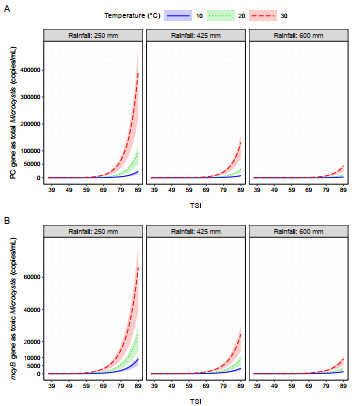 A
Temperature (°C) 10 20 30
Rainfall: 250 mm Rainfall: 425 mm Rainfall: 600 mm
PC gene as total Microcystis (copies/mL)
400000
300000
200000
100000
50000
0
39 49 59 69 79 89 39 49 59 69 79 89 39 49 59 69 79 89
TSI
B
Rainfall: 250 mm Rainfall: 425 mm Rainfall: 600 mm
mcyB gene as toxic Microcystis (copies/mL)
60000
40000
20000
10000
5000
0
39 49 59 69 79 89 39 49 59 69 79 89 39 49 59 69 79 89
TSI